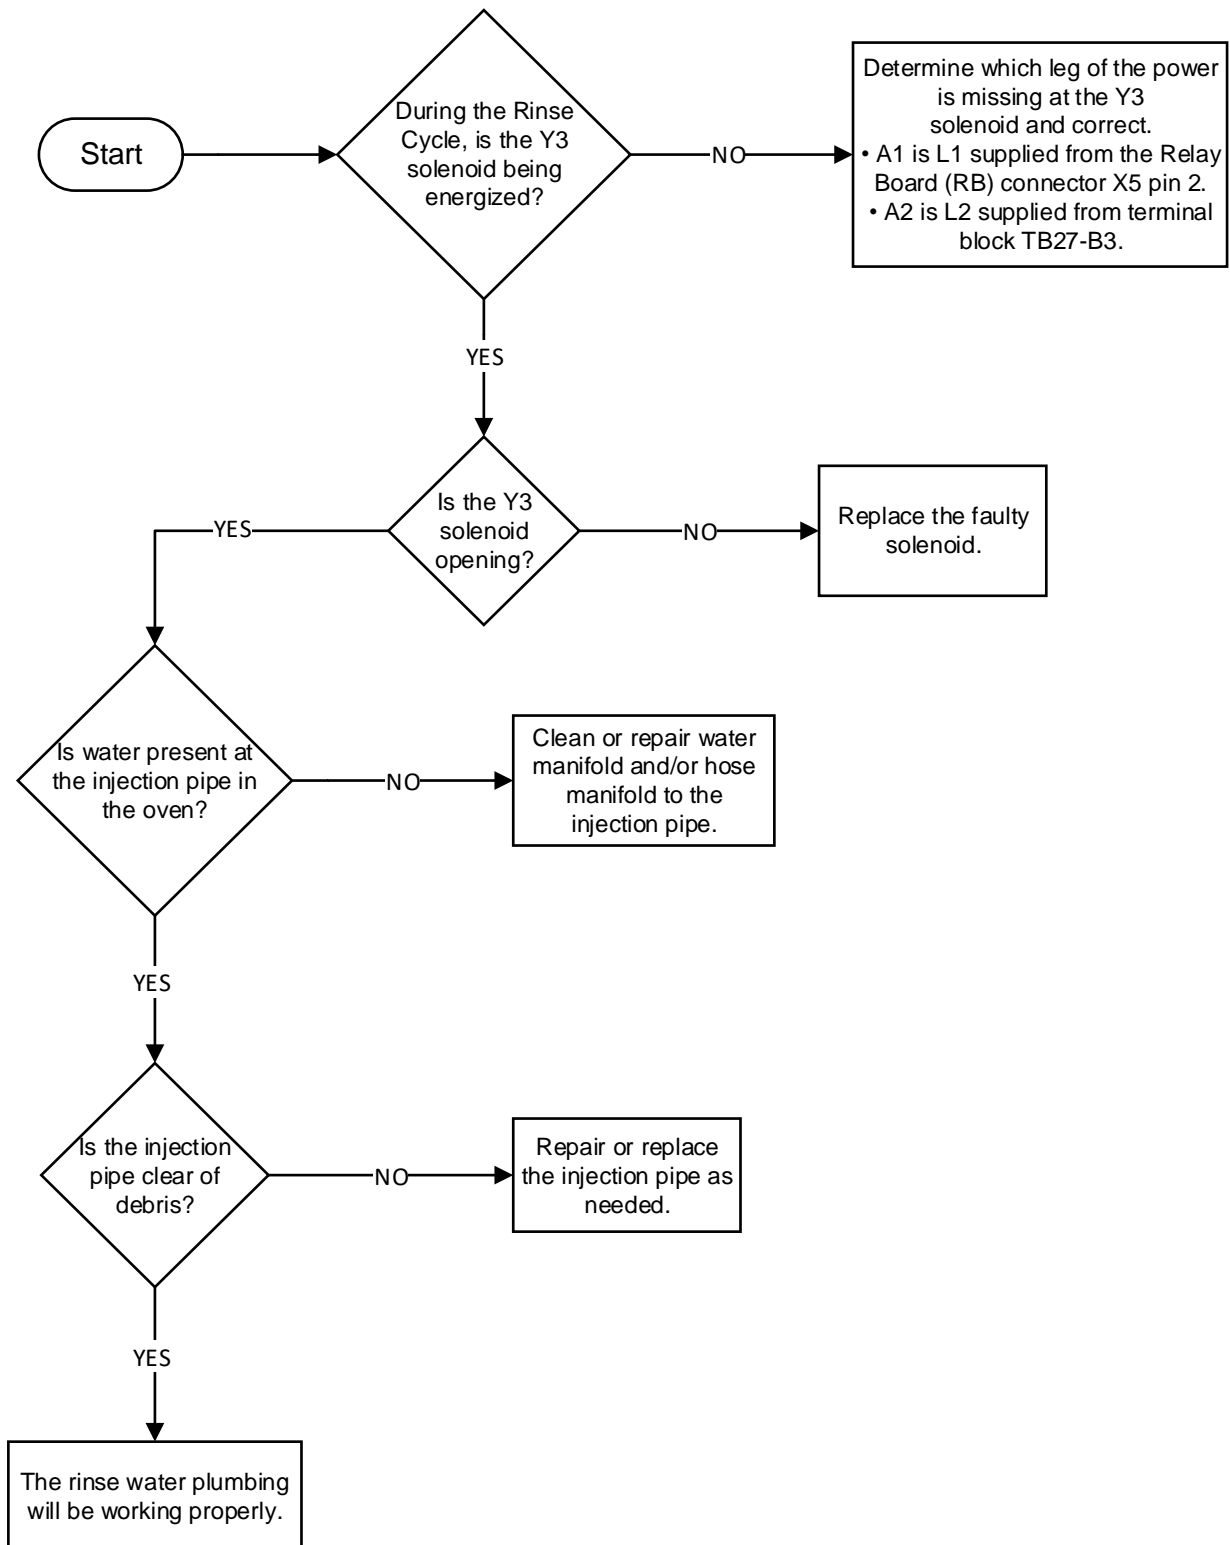 Start
During the Rinse
Cycle, is the Y3
solenoid being
energized?
NO
Determine which leg of the power
is missing at the Y3
solenoid and correct.
• A1 is L1 supplied from the Relay
Board (RB) connector X5 pin 2.
• A2 is L2 supplied from terminal
block TB27-B3.
YES
Is the Y3
solenoid
opening?
YES
NO
Replace the faulty
solenoid.
Is water present at
the injection pipe in
the oven?
NO
Clean or repair water
manifold and/or hose
manifold to the
injection pipe.
YES
Is the injection
pipe clear of
debris?
NO
Repair or replace
the injection pipe as
needed.
YES
The rinse water plumbing
will be working properly.